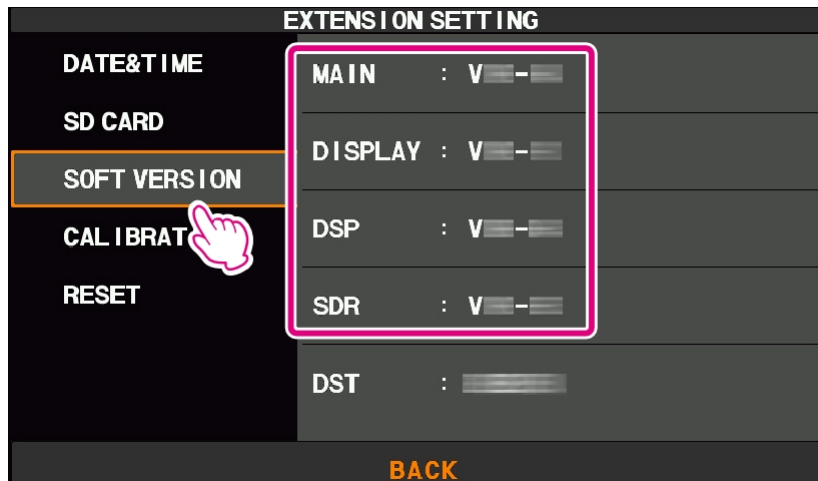 EXTENSION SETTING
DATE&TIME
SD CARD
SOFT VERSION
CALIBRAT
RESET
MAIN : V -
DISPLAY : V -
DSP : V -
SDR : V -
DST :
BACK